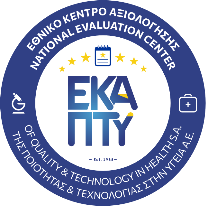 ΕΘΝΙΚΟ ΚΕΝΤΡΟ ΑΞΙΟΛΟΓΗΣΗΣ
NATIONAL EVALUATION CENTER
ΕΚΑ
ΠΤΥ
OF QUALITY & TECHNOLOGY IN HEALTH S.A.
ΤΗΣ ΠΟΙΟΤΗΤΑΣ & ΤΕΧΝΟΛΟΓΙΑΣ ΣΤΗΝ ΥΓΕΙΑ Α.Ε.